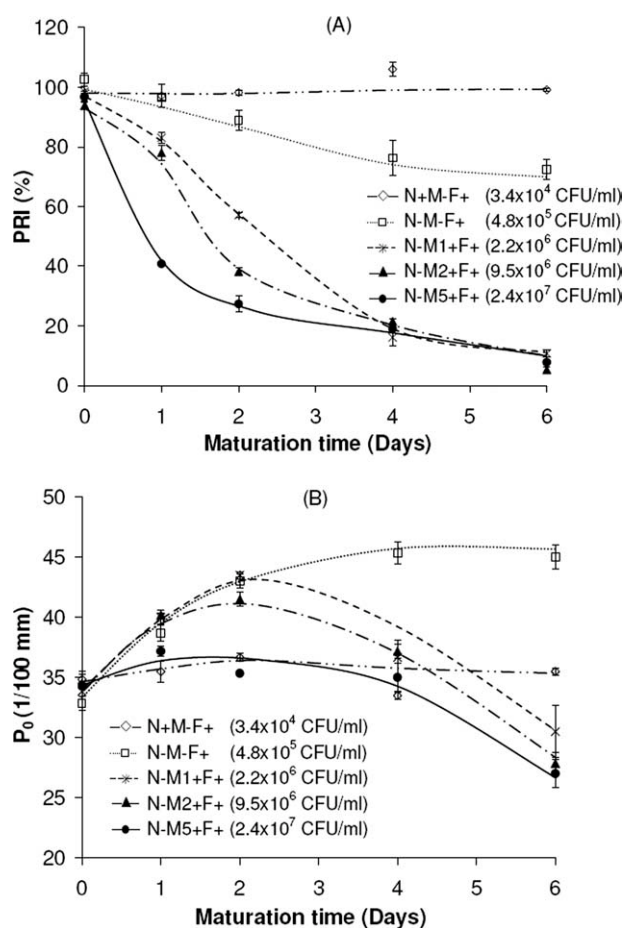 (A)
120
100
80
60
40
20
0
PRI (%)
N+M-F+ (3.4x10⁴ CFU/ml)
N-M-F+ (4.8x10⁵ CFU/ml)
N-M1+F+ (2.2x10⁶ CFU/ml)
N-M2+F+ (9.5x10⁶ CFU/ml)
N-M5+F+ (2.4x10⁷ CFU/ml)
0 1 2 3 4 5 6
Maturation time (Days)
(B)
50
45
40
35
30
25
20
P₀ (1/100 mm)
N+M-F+ (3.4x10⁴ CFU/ml)
N-M-F+ (4.8x10⁵ CFU/ml)
N-M1+F+ (2.2x10⁶ CFU/ml)
N-M2+F+ (9.5x10⁶ CFU/ml)
N-M5+F+ (2.4x10⁷ CFU/ml)
0 1 2 3 4 5 6
Maturation time (Days)